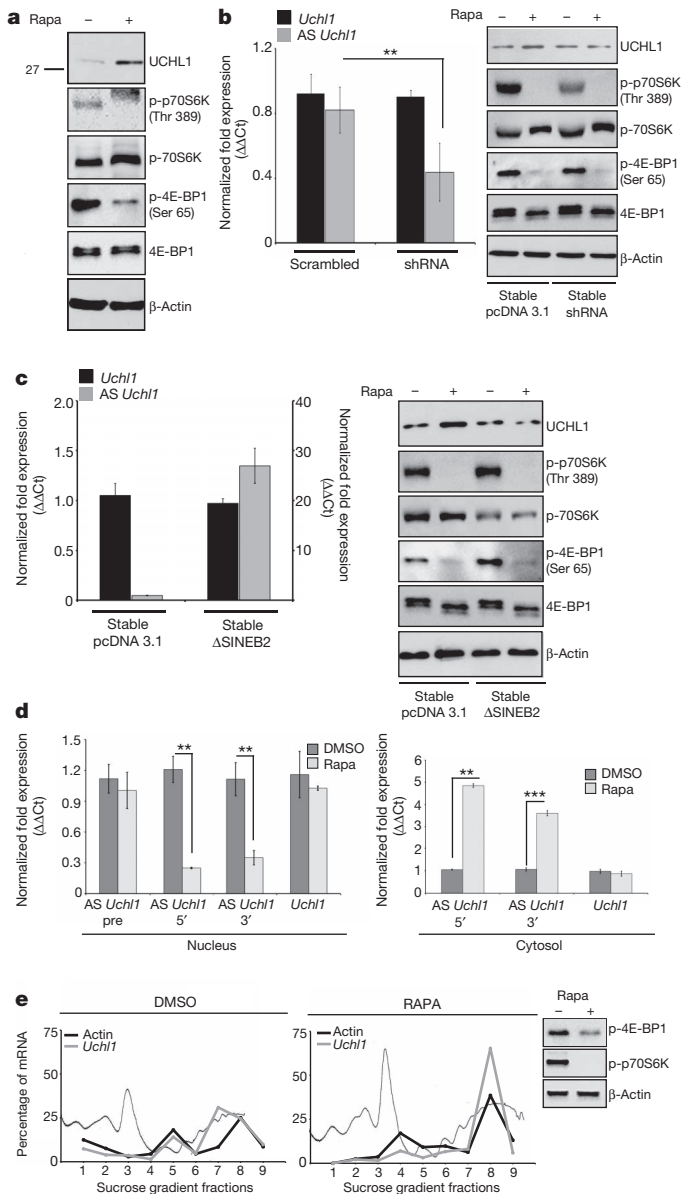 a
Rapa − +
27
UCHL1
p-p70S6K
(Thr 389)
p-70S6K
p-4E-BP1
(Ser 65)
4E-BP1
β-Actin
b
Uchl1
AS Uchl1
Normalized fold expression
(ΔΔCt)
1.2
0.8
0.4
0
**
Scrambled
shRNA
Rapa − + − +
UCHL1
p-p70S6K
(Thr 389)
p-70S6K
p-4E-BP1
(Ser 65)
4E-BP1
β-Actin
Stable
pcDNA 3.1
Stable
shRNA
c
Uchl1
AS Uchl1
Normalized fold expression
(ΔΔCt)
2.0
1.5
1.0
0.5
0
40
30
20
10
Normalized fold expression
(ΔΔCt)
Stable
pcDNA 3.1
Stable
ΔSINEB2
Rapa − + − +
UCHL1
p-p70S6K
(Thr 389)
p-70S6K
p-4E-BP1
(Ser 65)
4E-BP1
β-Actin
Stable
pcDNA 3.1
Stable
ΔSINEB2
d
Normalized fold expression
(ΔΔCt)
1.5
1.2
0.9
0.6
0.3
0
** **
DMSO
Rapa
AS Uchl1
pre
AS Uchl1
5′
AS Uchl1
3′
Uchl1
Nucleus
Normalized fold expression
(ΔΔCt)
6
5
4
3
2
1
0
**
***
DMSO
Rapa
AS Uchl1
5′
AS Uchl1
3′
Uchl1
Cytosol
e
DMSO
Percentage of mRNA
75
50
25
0
Actin
Uchl1
1 2 3 4 5 6 7 8 9
Sucrose gradient fractions
RAPA
75
50
25
0
Actin
Uchl1
1 2 3 4 5 6 7 8 9
Sucrose gradient fractions
Rapa
− +
p-4E-BP1
p-p70S6K
β-Actin